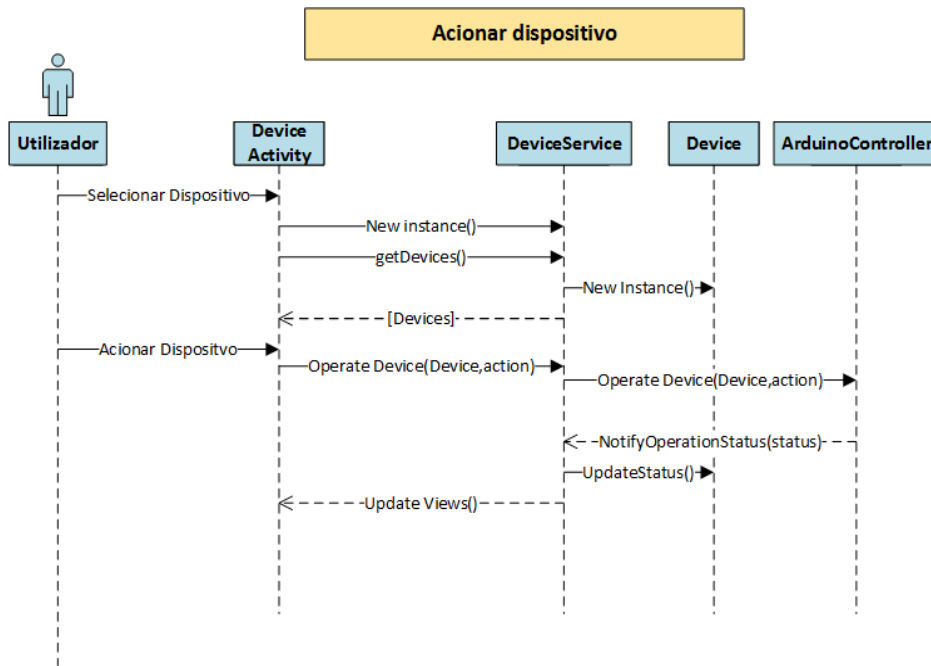 Acionar dispositivo
Utilizador
Device
Activity
DeviceService
Device
ArduinoController
Selecionar Dispositivo
New instance()
getDevices()
New Instance()
[Devices]
Acionar Dispositvo
Operate Device(Device,action)
Operate Device(Device,action)
NotifyOperationStatus(status)
UpdateStatus()
Update Views()